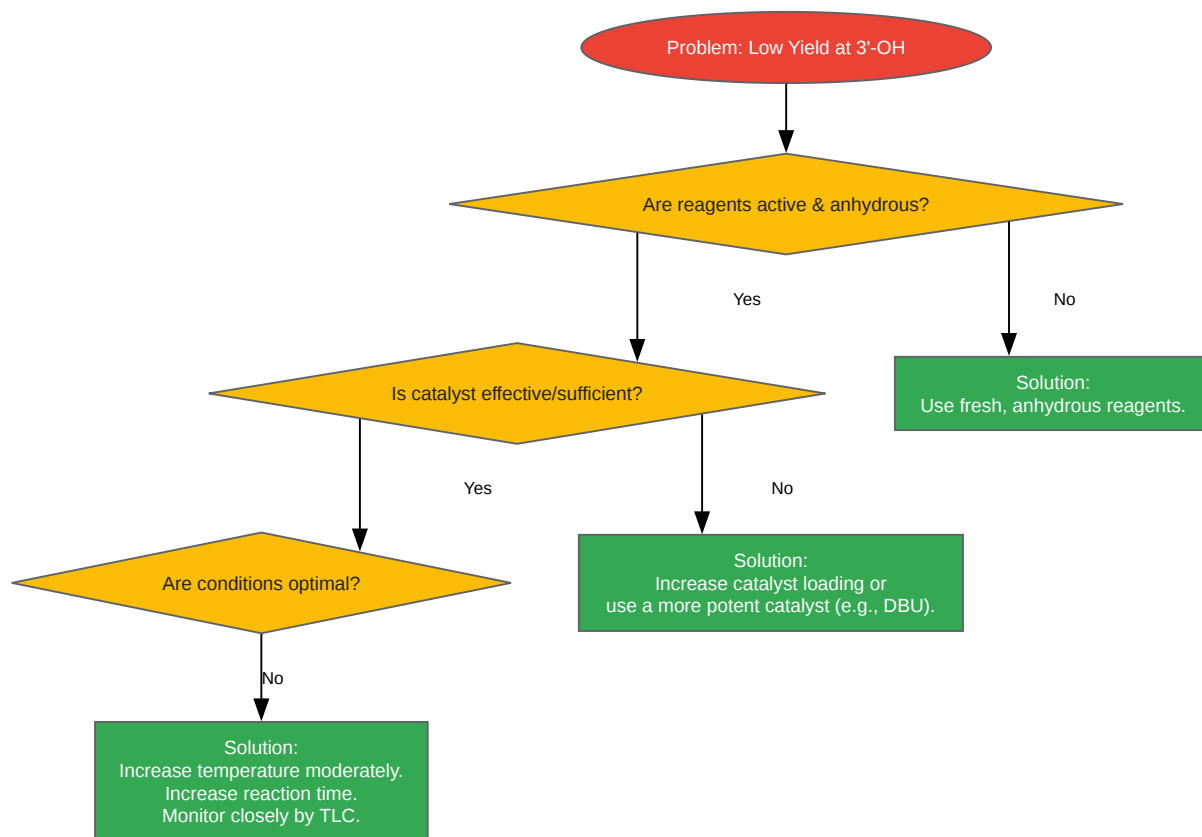 Problem: Low Yield at 3'-OH
Are reagents active & anhydrous?
Yes
No
Solution:
Use fresh, anhydrous reagents.
Is catalyst effective/sufficient?
Yes
No
Solution:
Increase catalyst loading or
use a more potent catalyst (e.g., DBU).
Are conditions optimal?
No
Solution:
Increase temperature moderately.
Increase reaction time.
Monitor closely by TLC.